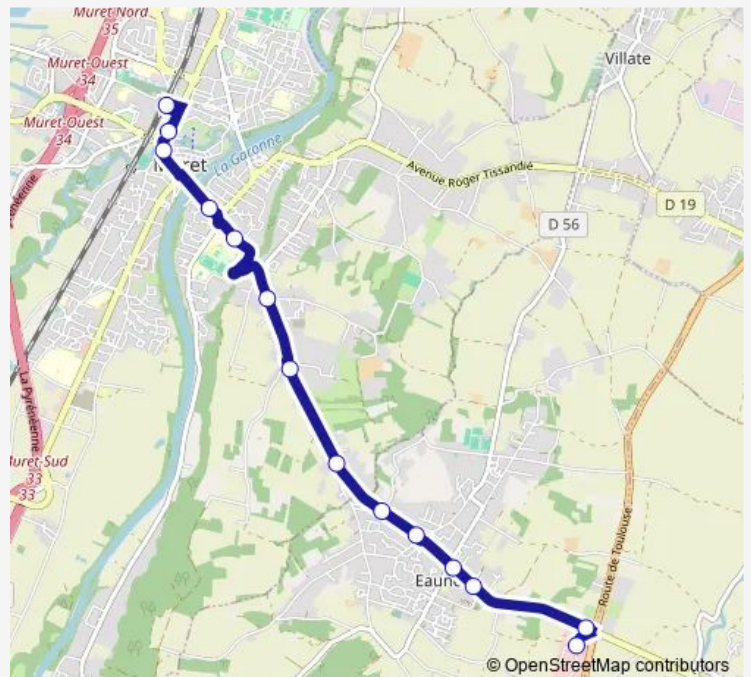 Muret Nord
35
Muret-Ouest
34
Villate
Muret-Ouest
34
La Garonne
Avenue Roger Tissandié
D 19
D 56
La Pyrénéenne
Muret-Sud
33
33
Route de Toulouse
© OpenStreetMap contributors